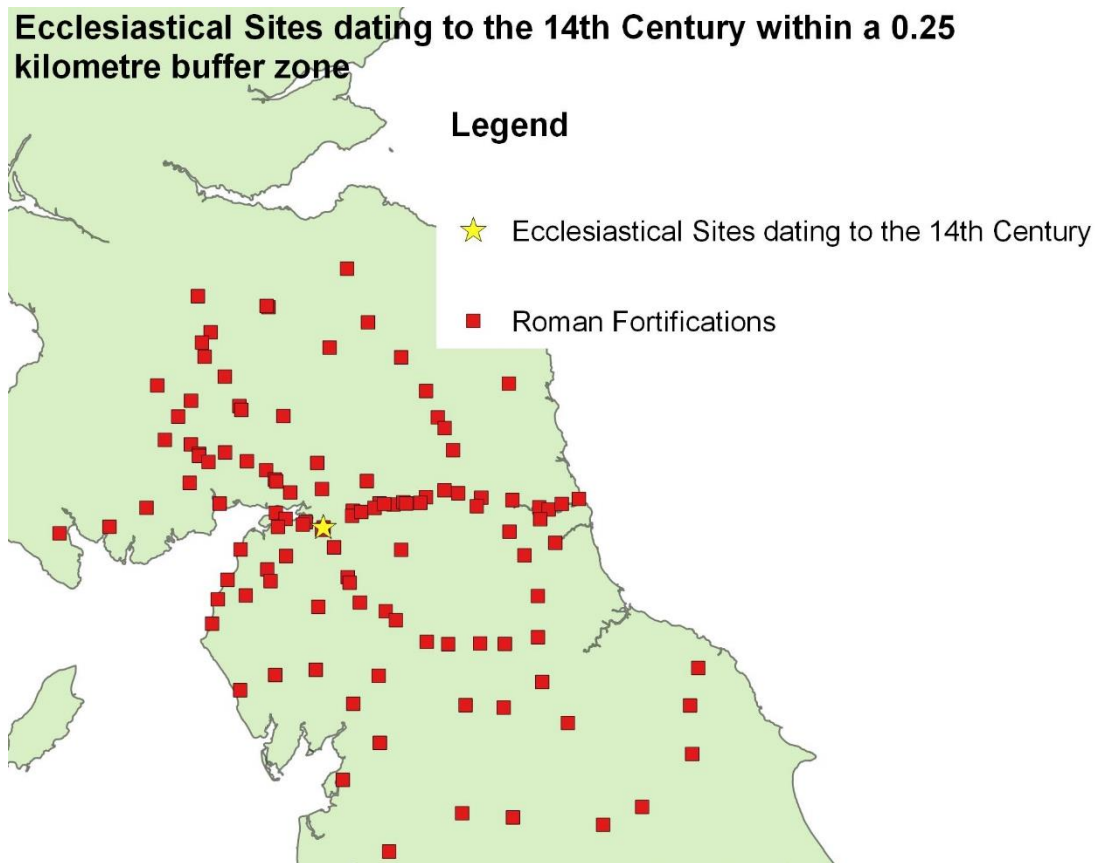 Ecclesiastical Sites dating to the 14th Century within a 0.25
kilometre buffer zone
Legend
Ecclesiastical Sites dating to the 14th Century
Roman Fortifications